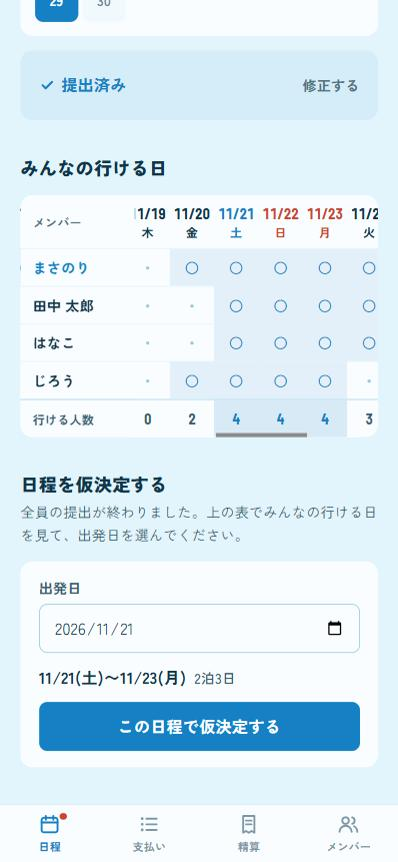 29 30
提出済み 修正する
みんなの行ける日
メンバー 11/19 11/20 11/21 11/22 11/23
木 金 土 日 月 火
まさのり ・ ○ ○ ○ ○ ○
田中 太郎 ・ ・ ○ ○ ○ ○
はなこ ・ ・ ○ ○ ○ ○
じろう ・ ○ ○ ○ ○ ・
行ける人数 0 2 4 4 4 3
日程を仮決定する
全員の提出が終わりました。上の表でみんなの行ける日
を見て、出発日を選んでください。
出発日
2026/11/21
11/21(土)〜11/23(月) 2泊3日
この日程で仮決定する
日程 支払い 精算 メンバー